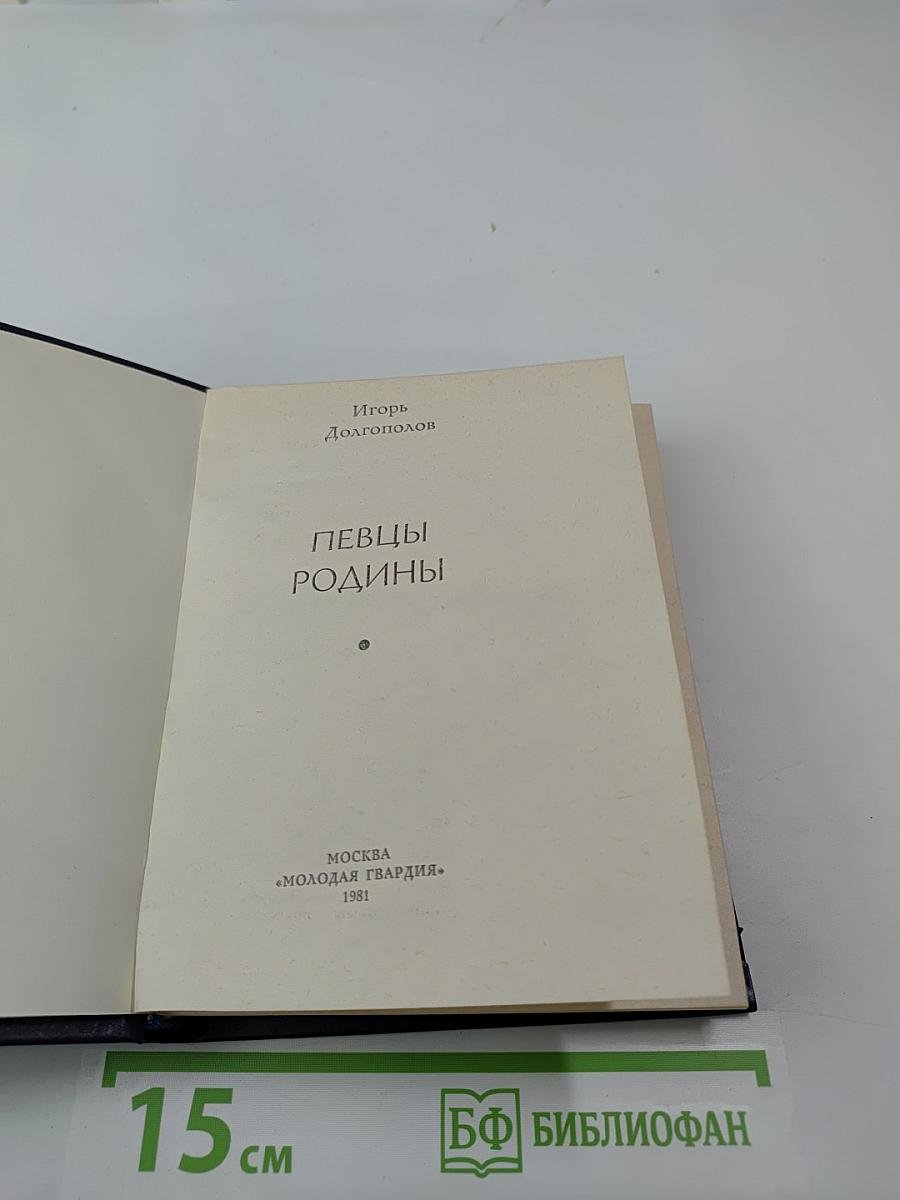 Игорь
Долгополов
ПЕВЦЫ
РОДИНЫ
МОСКВА
«МОЛОДАЯ ГВАРДИЯ»
1981
15 см
БФ БИБЛИОФАН